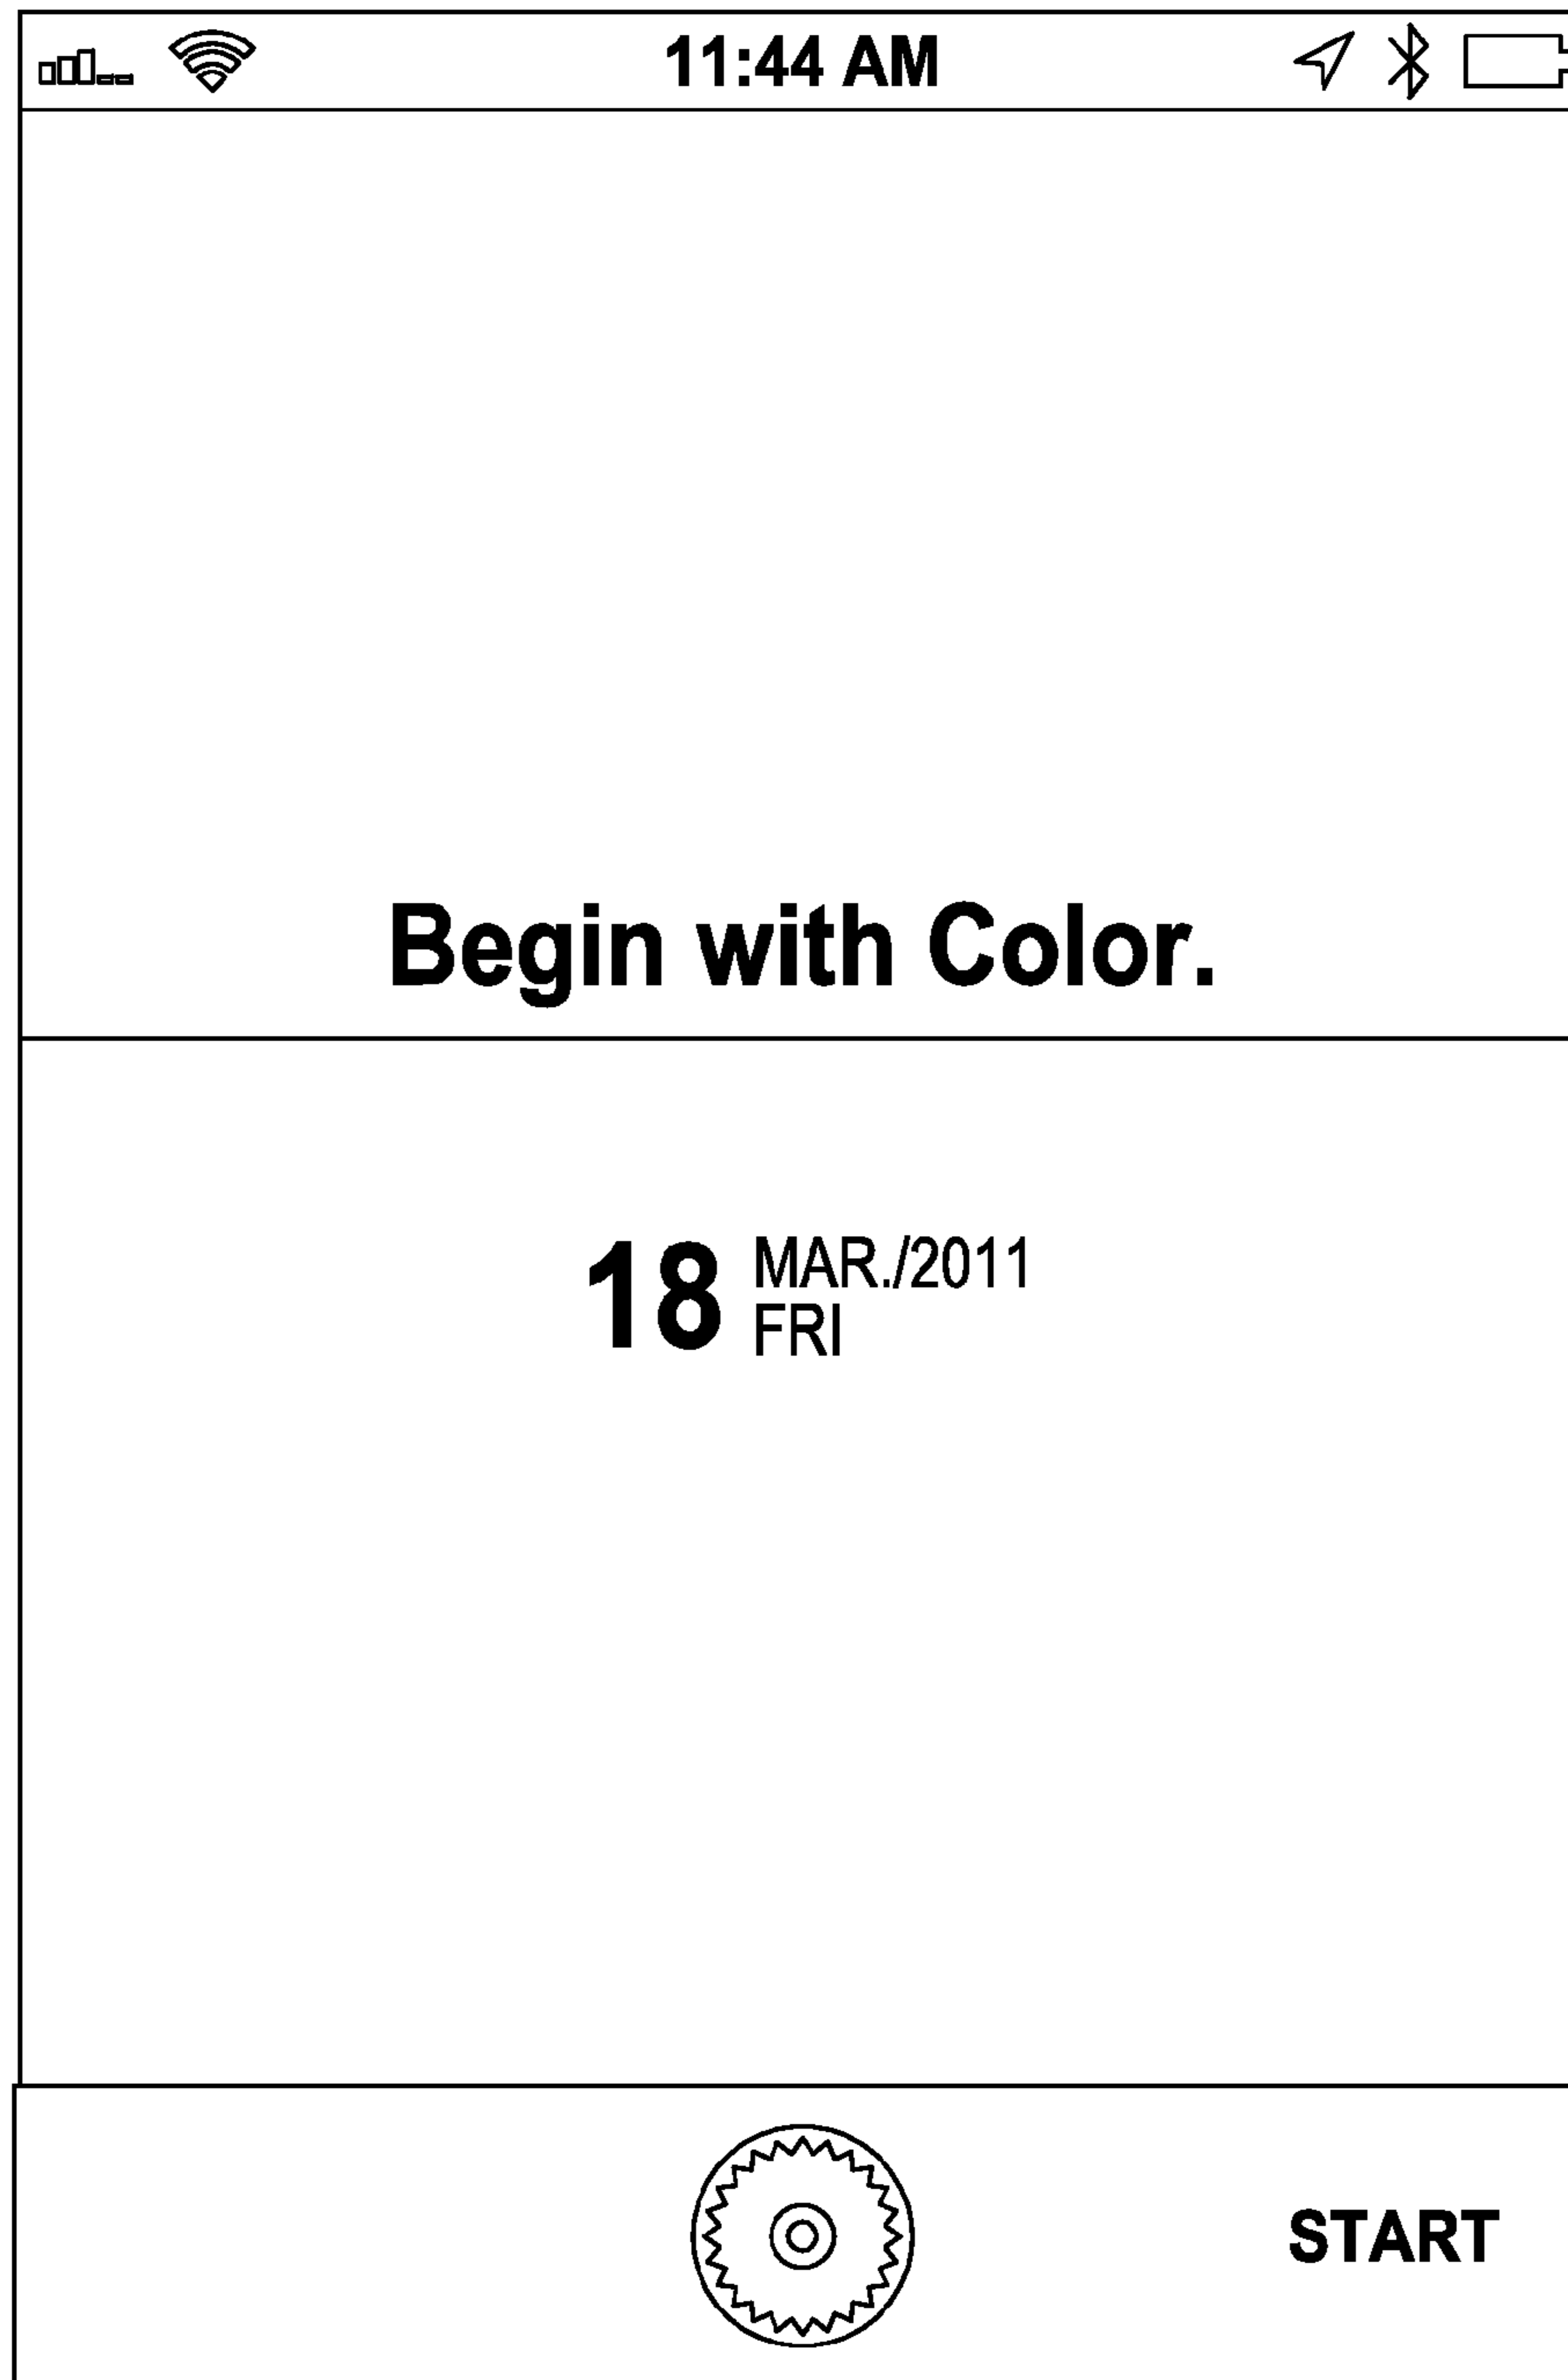 11:44 AM
Begin with Color.
18 MAR./2011
FRI
START